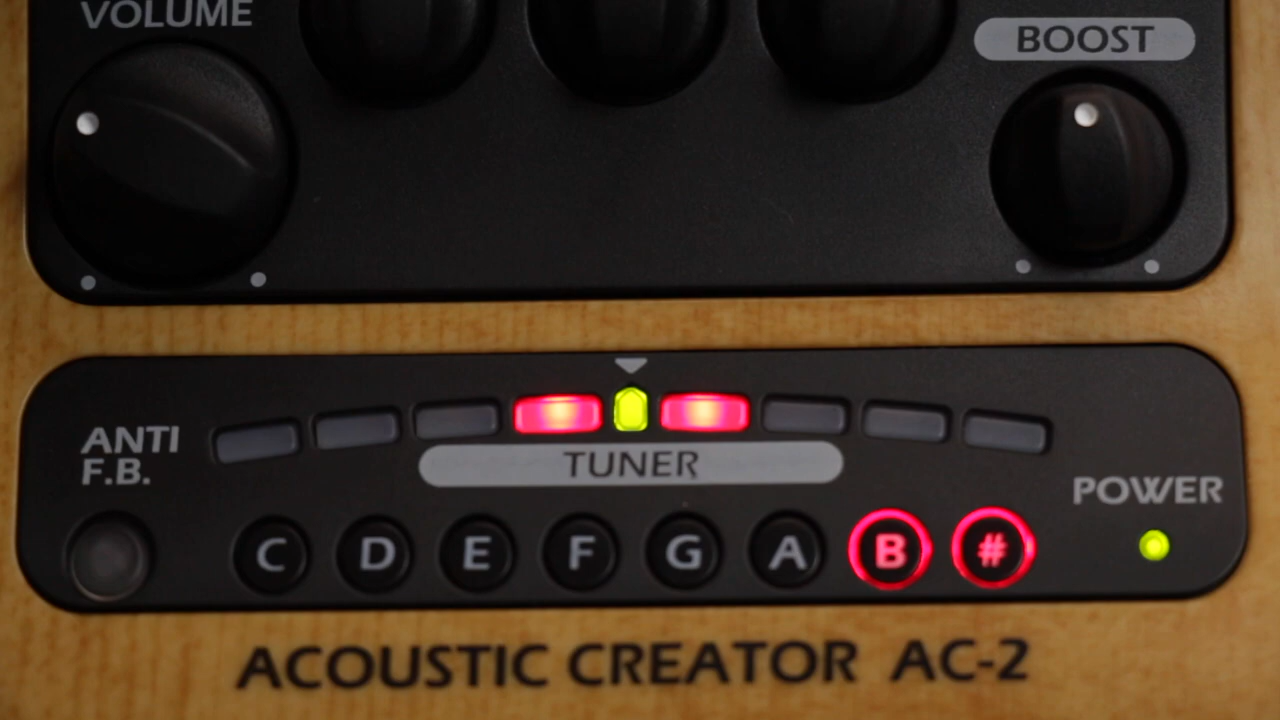 VOLUME
BOOST
ANTI
F.B.
TUNER
POWER
C D E F G A B #
ACOUSTIC CREATOR AC-2